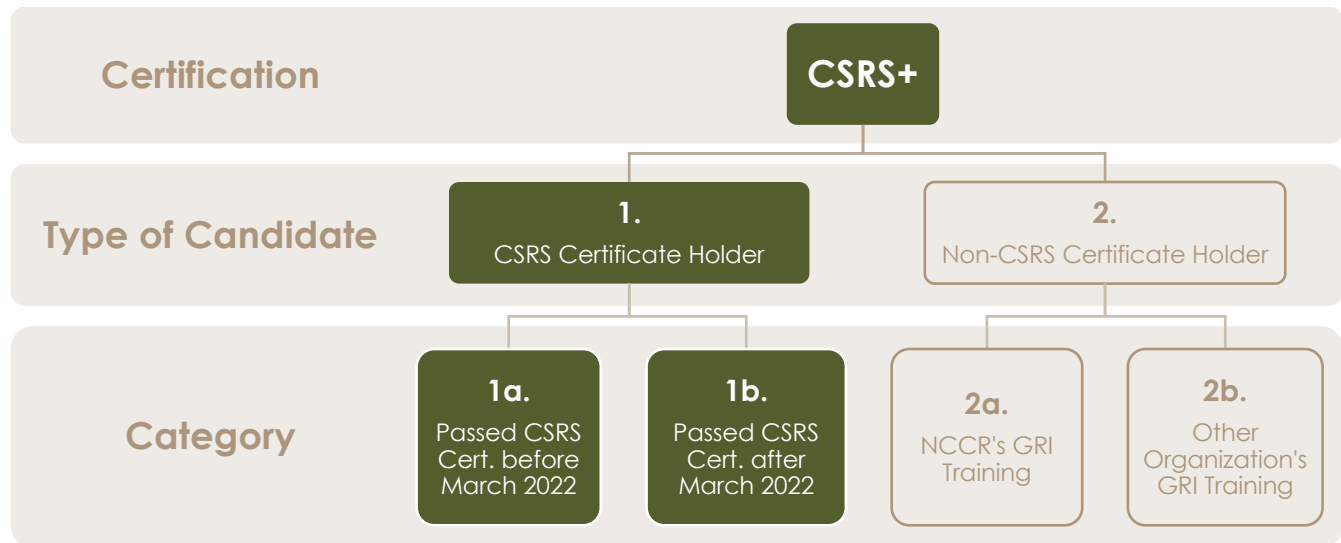 Certification
CSRS+
Type of Candidate
1.
CSRS Certificate Holder
2.
Non-CSRS Certificate Holder
Category
1a.
Passed CSRS
Cert. before
March 2022
1b.
Passed CSRS
Cert. after
March 2022
2a.
NCCR's GRI
Training
2b.
Other
Organization's
GRI Training